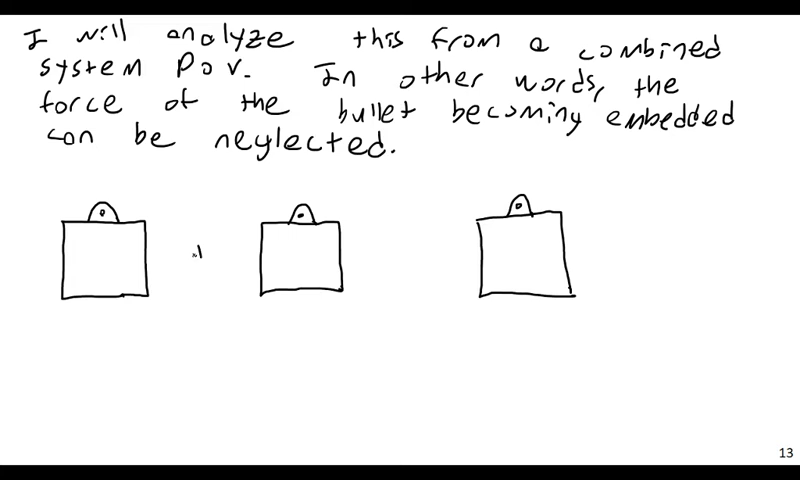 I will analyze this from a combined
system POV. In other words, the
force of the bullet becoming embedded
can be neglected.
13